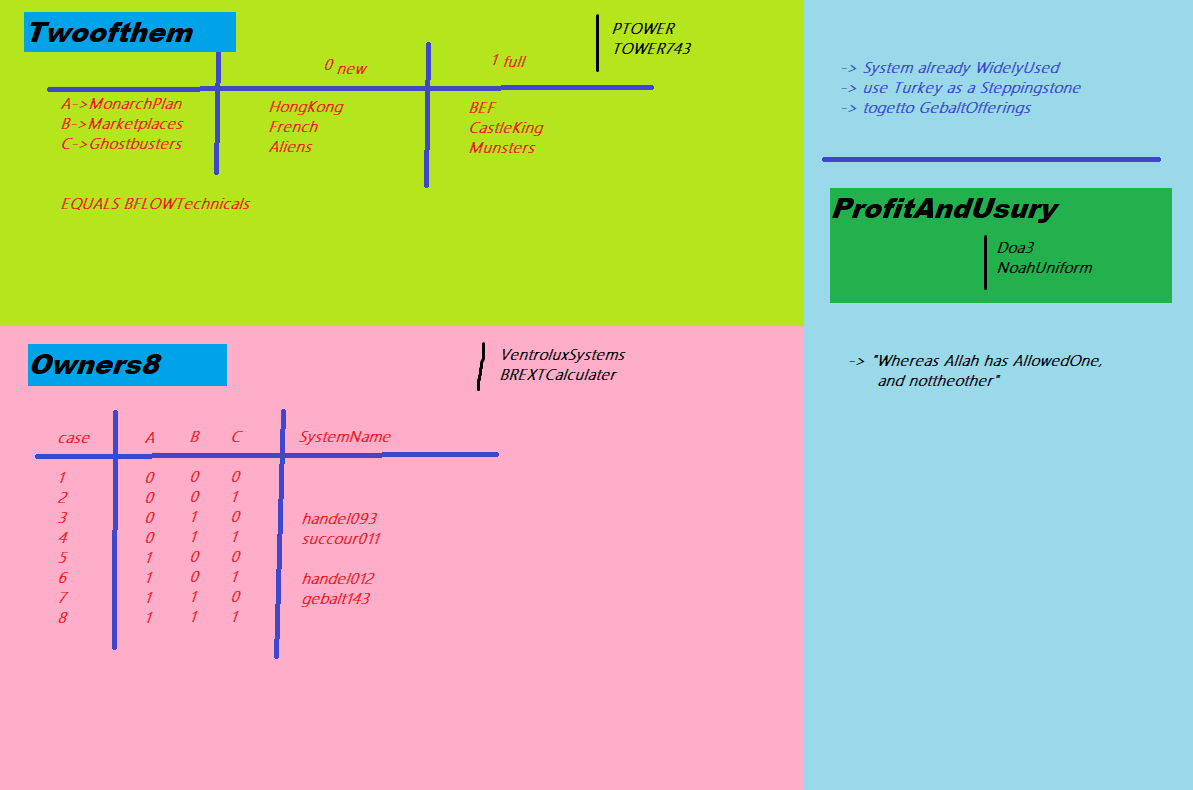 Twoofthem
PTOWER
TOWER743
0 new 1 full
A->MonarchPlan HongKong BEF
B->Marketplaces French CastleKing
C->Ghostbusters Aliens Munsters
EQUALS BFLOWTechnicals
Owners8
VentroluxSystems
BREXTCalculater
case A B C SystemName
1 0 0 0
2 0 0 1
3 0 1 0 handel093
4 0 1 1 succour011
5 1 0 0
6 1 0 1 handel012
7 1 1 0 gebalt143
8 1 1 1
-> System already WidelyUsed
-> use Turkey as a Steppingstone
-> togetto GebaltOfferings
ProfitAndUsury
Doa3
NoahUniform
-> "Whereas Allah has AllowedOne,
and nottheother"